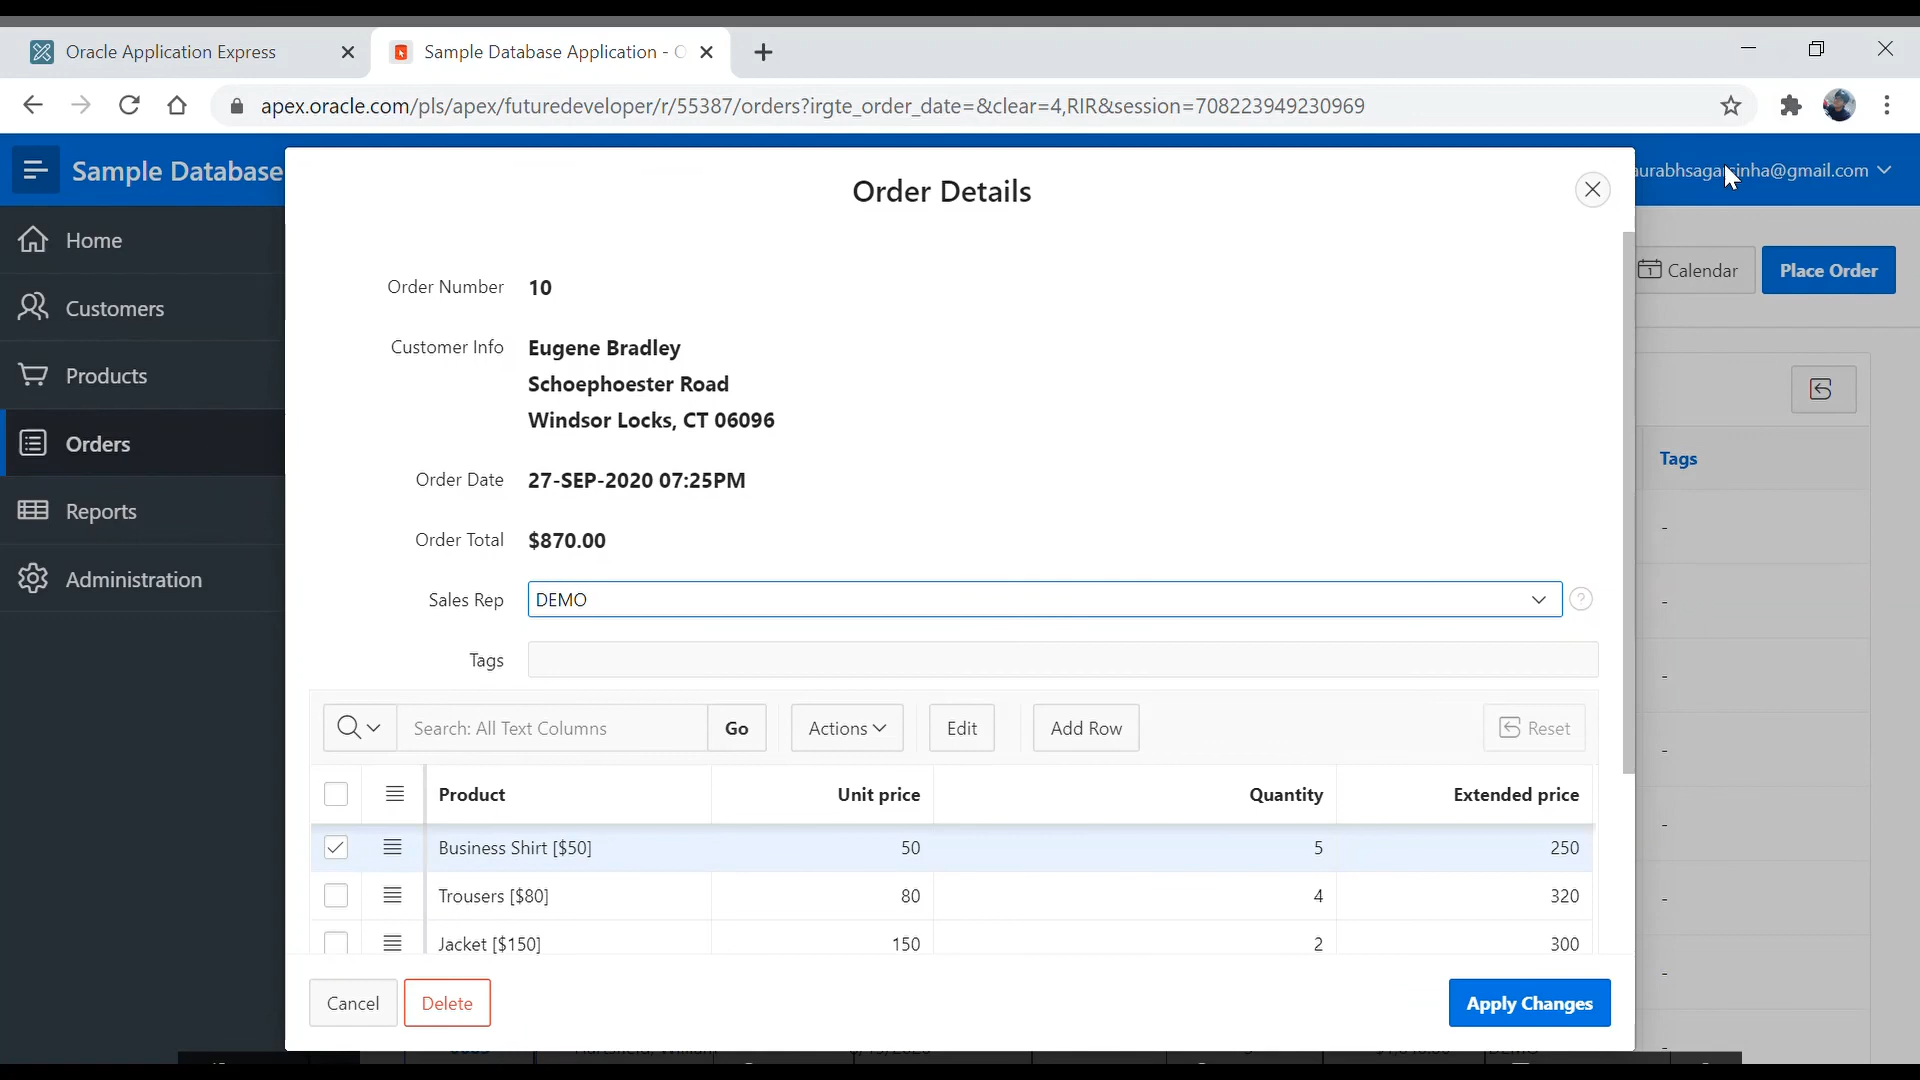 Oracle Application Express
Sample Database Application - O
apex.oracle.com/pls/apex/futuredeveloper/r/55387/orders?irgte_order_date=&clear=4,RIR&session=708223949230969
Sample Database
Order Details
Home
Customers
Products
Orders
Reports
Administration
Calendar
Place Order
Tags
-
-
-
-
-
-
-
-
Order Number 10
Customer Info Eugene Bradley
Schoephoester Road
Windsor Locks, CT 06096
Order Date 27-SEP-2020 07:25PM
Order Total $870.00
Sales Rep DEMO ?
Tags
Search: All Text Columns Go Actions Edit Add Row Reset
Product Unit price Quantity Extended price
Business Shirt [$50] 50 5 250
Trousers [$80] 80 4 320
Jacket [$150] 150 2 300
Cancel Delete Apply Changes